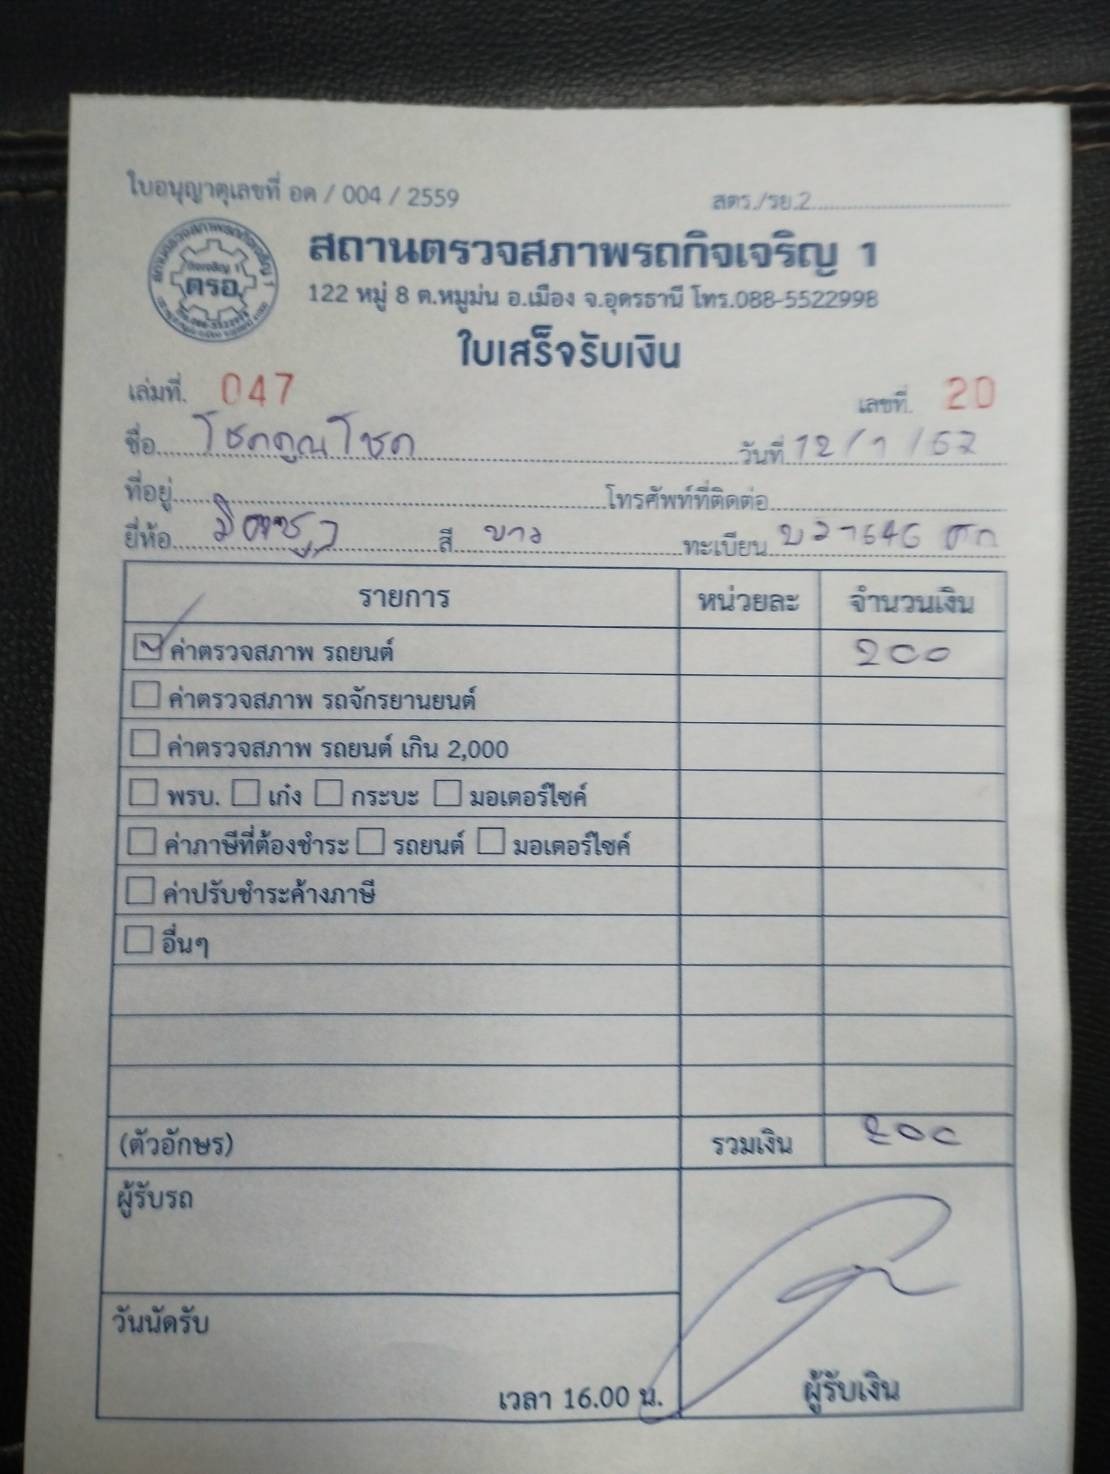 ใบอนุญาตุเลขที่ อด / 004 / 2559 สตร./รย.2
ตรอ.
สถานตรวจสภาพรถกิจเจริญ 1
122 หมู่ 8 ต.หมูม่น อ.เมือง จ.อุดรธานี โทร.088-5522998
ใบเสร็จรับเงิน
เล่มที่. 047 เลขที่. 20
ชื่อ โชคคูณโชค วันที่ 12/1/67
ที่อยู่ โทรศัพท์ที่ติดต่อ
ยี่ห้อ สี ขาว ทะเบียน
รายการ หน่วยละ จำนวนเงิน
ค่าตรวจสภาพ รถยนต์ 200
ค่าตรวจสภาพ รถจักรยานยนต์
ค่าตรวจสภาพ รถยนต์ เกิน 2,000
พรบ. เก๋ง กระบะ มอเตอร์ไซค์
ค่าภาษีที่ต้องชำระ รถยนต์ มอเตอร์ไซค์
ค่าปรับชำระค้างภาษี
อื่นๆ
(ตัวอักษร) รวมเงิน 200
ผู้รับรถ
วันนัดรับ
เวลา 16.00 น. ผู้รับเงิน